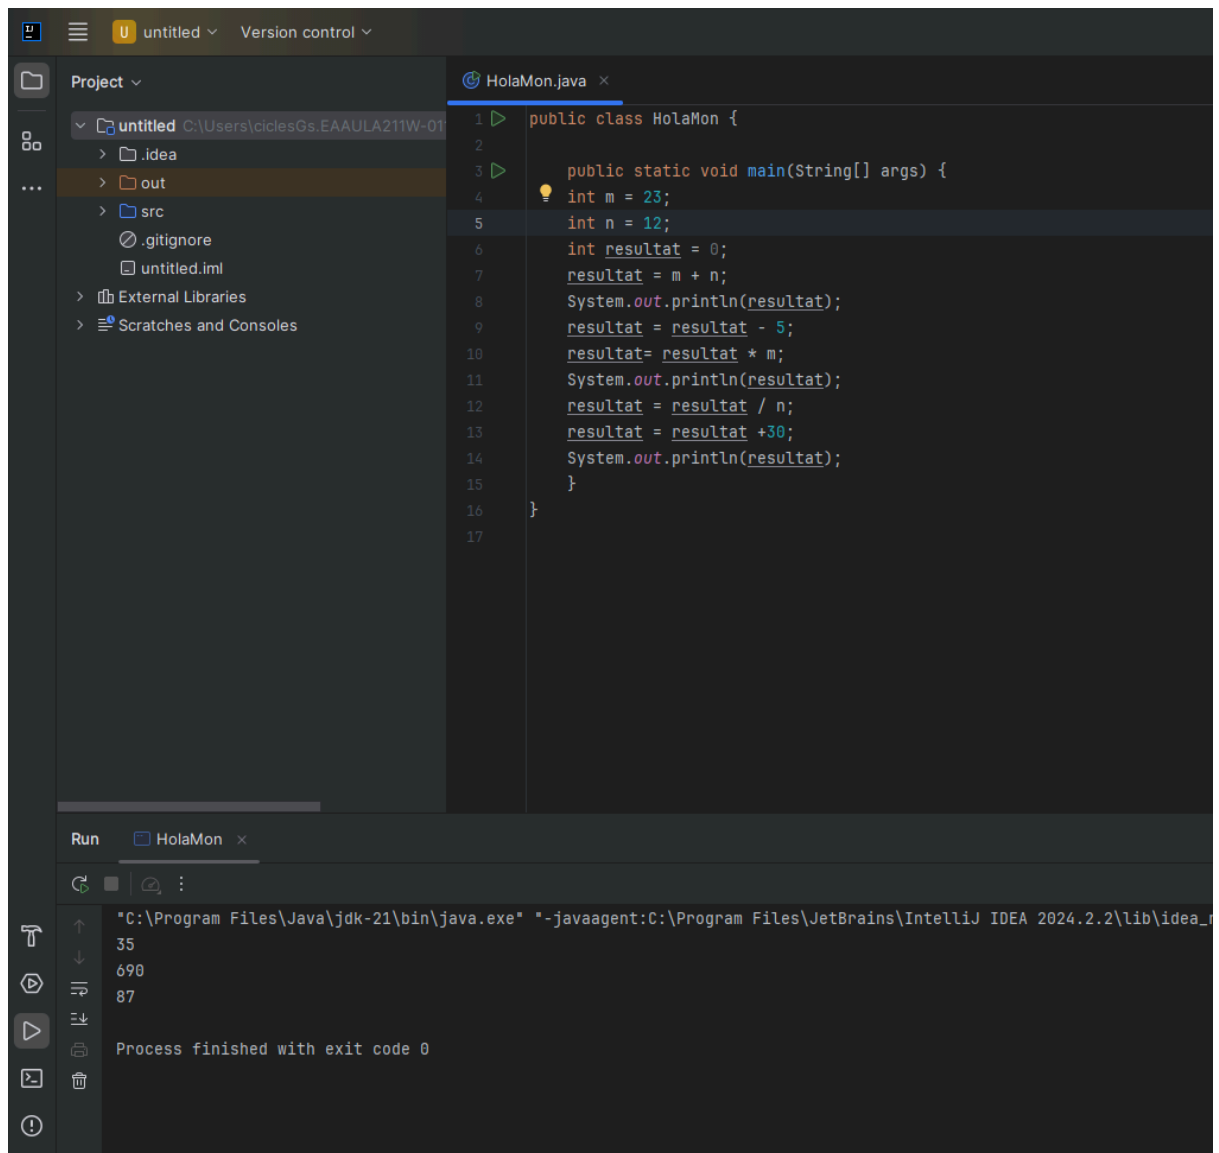 U untitled Version control
Project
HolaMon.java
untitled C:\Users\ciclesGs.EAAULA211W-01
.idea
out
src
.gitignore
untitled.iml
External Libraries
Scratches and Consoles
1 public class HolaMon {
2
3 public static void main(String[] args) {
4 int m = 23;
5 int n = 12;
6 int resultat = 0;
7 resultat = m + n;
8 System.out.println(resultat);
9 resultat = resultat - 5;
10 resultat= resultat * m;
11 System.out.println(resultat);
12 resultat = resultat / n;
13 resultat = resultat +30;
14 System.out.println(resultat);
15 }
16 }
17
Run HolaMon
"C:\Program Files\Java\jdk-21\bin\java.exe" "-javaagent:C:\Program Files\JetBrains\IntelliJ IDEA 2024.2.2\lib\idea_r
35
690
87
Process finished with exit code 0